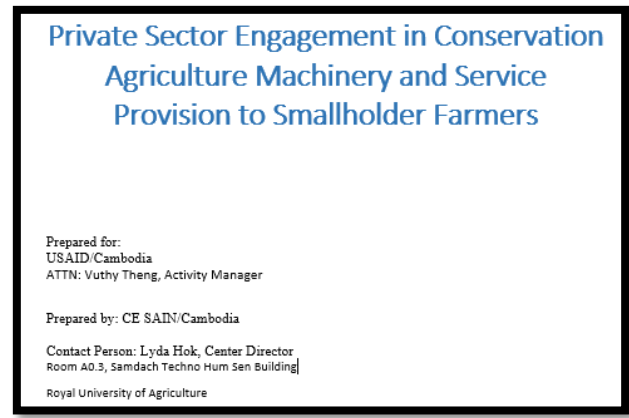 Private Sector Engagement in Conservation
Agriculture Machinery and Service
Provision to Smallholder Farmers
Prepared for:
USAID/Cambodia
ATTN: Vuthy Theng, Activity Manager
Prepared by: CE SAIN/Cambodia
Contact Person: Lyda Hok, Center Director
Room A0.3, Samdach Techno Hum Sen Building
Royal University of Agriculture